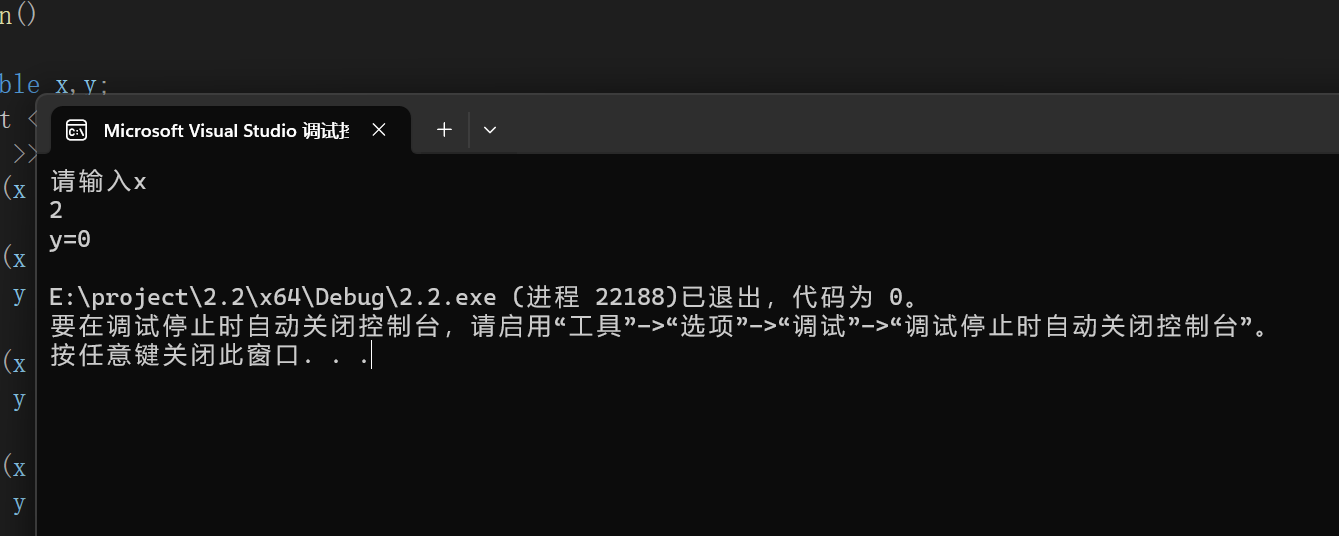 n()
ble x,y;
t <
>>
(x
(x
y
(x
y
(x
y
Microsoft Visual Studio 调试控
请输入x
2
y=0
E:\project\2.2\x64\Debug\2.2.exe (进程 22188)已退出，代码为 0。
要在调试停止时自动关闭控制台，请启用“工具”->“选项”->“调试”->“调试停止时自动关闭控制台”。
按任意键关闭此窗口. . .